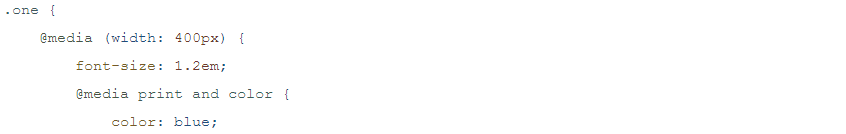 .one {
    @media (width: 400px) {
        font-size: 1.2em;
        @media print and color {
            color: blue;